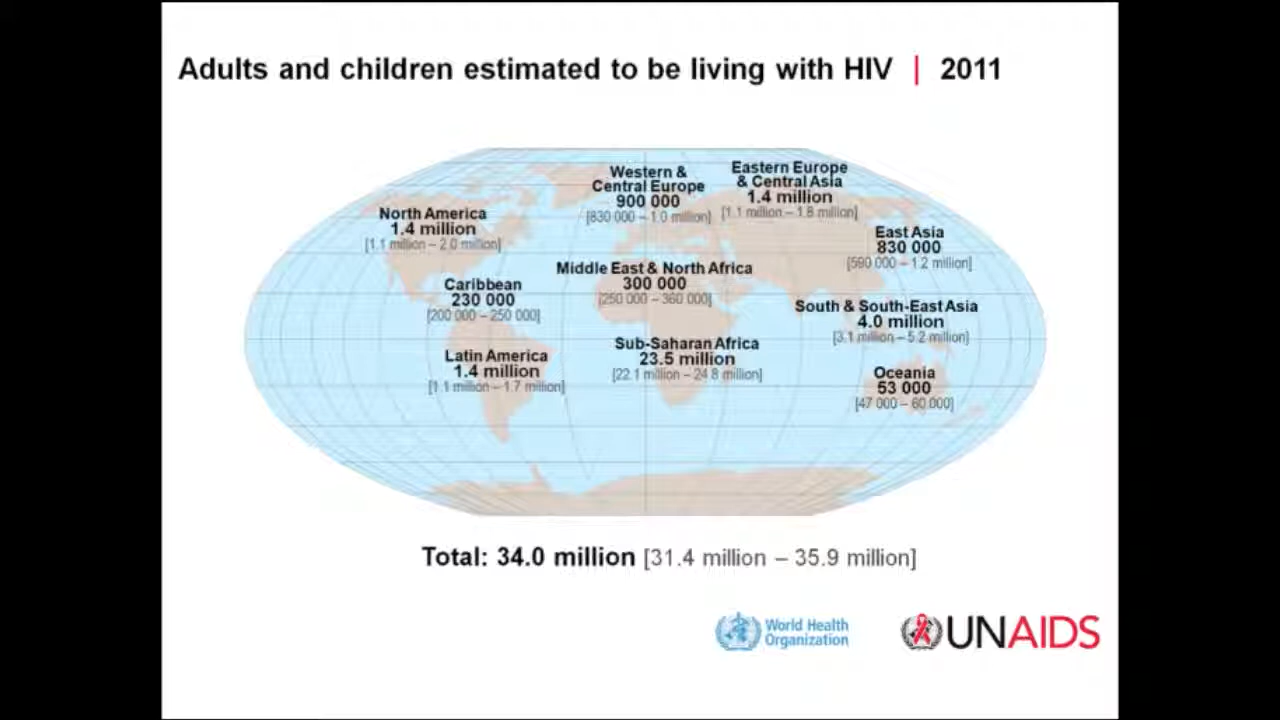 Adults and children estimated to be living with HIV | 2011
Western &
Central Europe
900 000
[830 000 – 1.0 million]
Eastern Europe
& Central Asia
1.4 million
[1.1 million – 1.8 million]
North America
1.4 million
[1.1 million – 2.0 million]
East Asia
830 000
[590 000 – 1.2 million]
Middle East & North Africa
300 000
[250 000 – 360 000]
Caribbean
230 000
[200 000 – 250 000]
South & South-East Asia
4.0 million
[3.1 million – 5.2 million]
Sub-Saharan Africa
23.5 million
[22.1 million – 24.8 million]
Latin America
1.4 million
[1.1 million – 1.7 million]
Oceania
53 000
[47 000 – 60 000]
Total: 34.0 million [31.4 million – 35.9 million]
World Health
Organization
UNAIDS